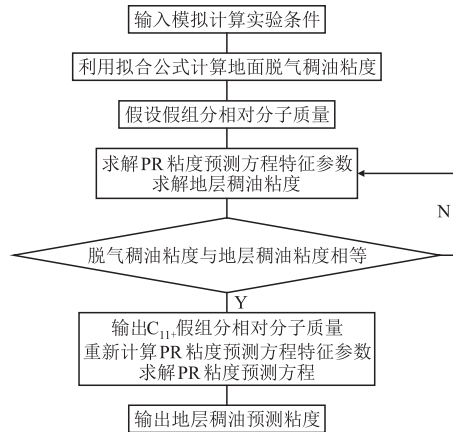 输入模拟计算实验条件
利用拟合公式计算地面脱气稠油粘度
假设假组分相对分子质量
求解PR粘度预测方程特征参数
求解地层稠油粘度
N
脱气稠油粘度与地层稠油粘度相等
Y
输出C₁₁₊假组分相对分子质量
重新计算PR粘度预测方程特征参数
求解PR粘度预测方程
输出地层稠油预测粘度